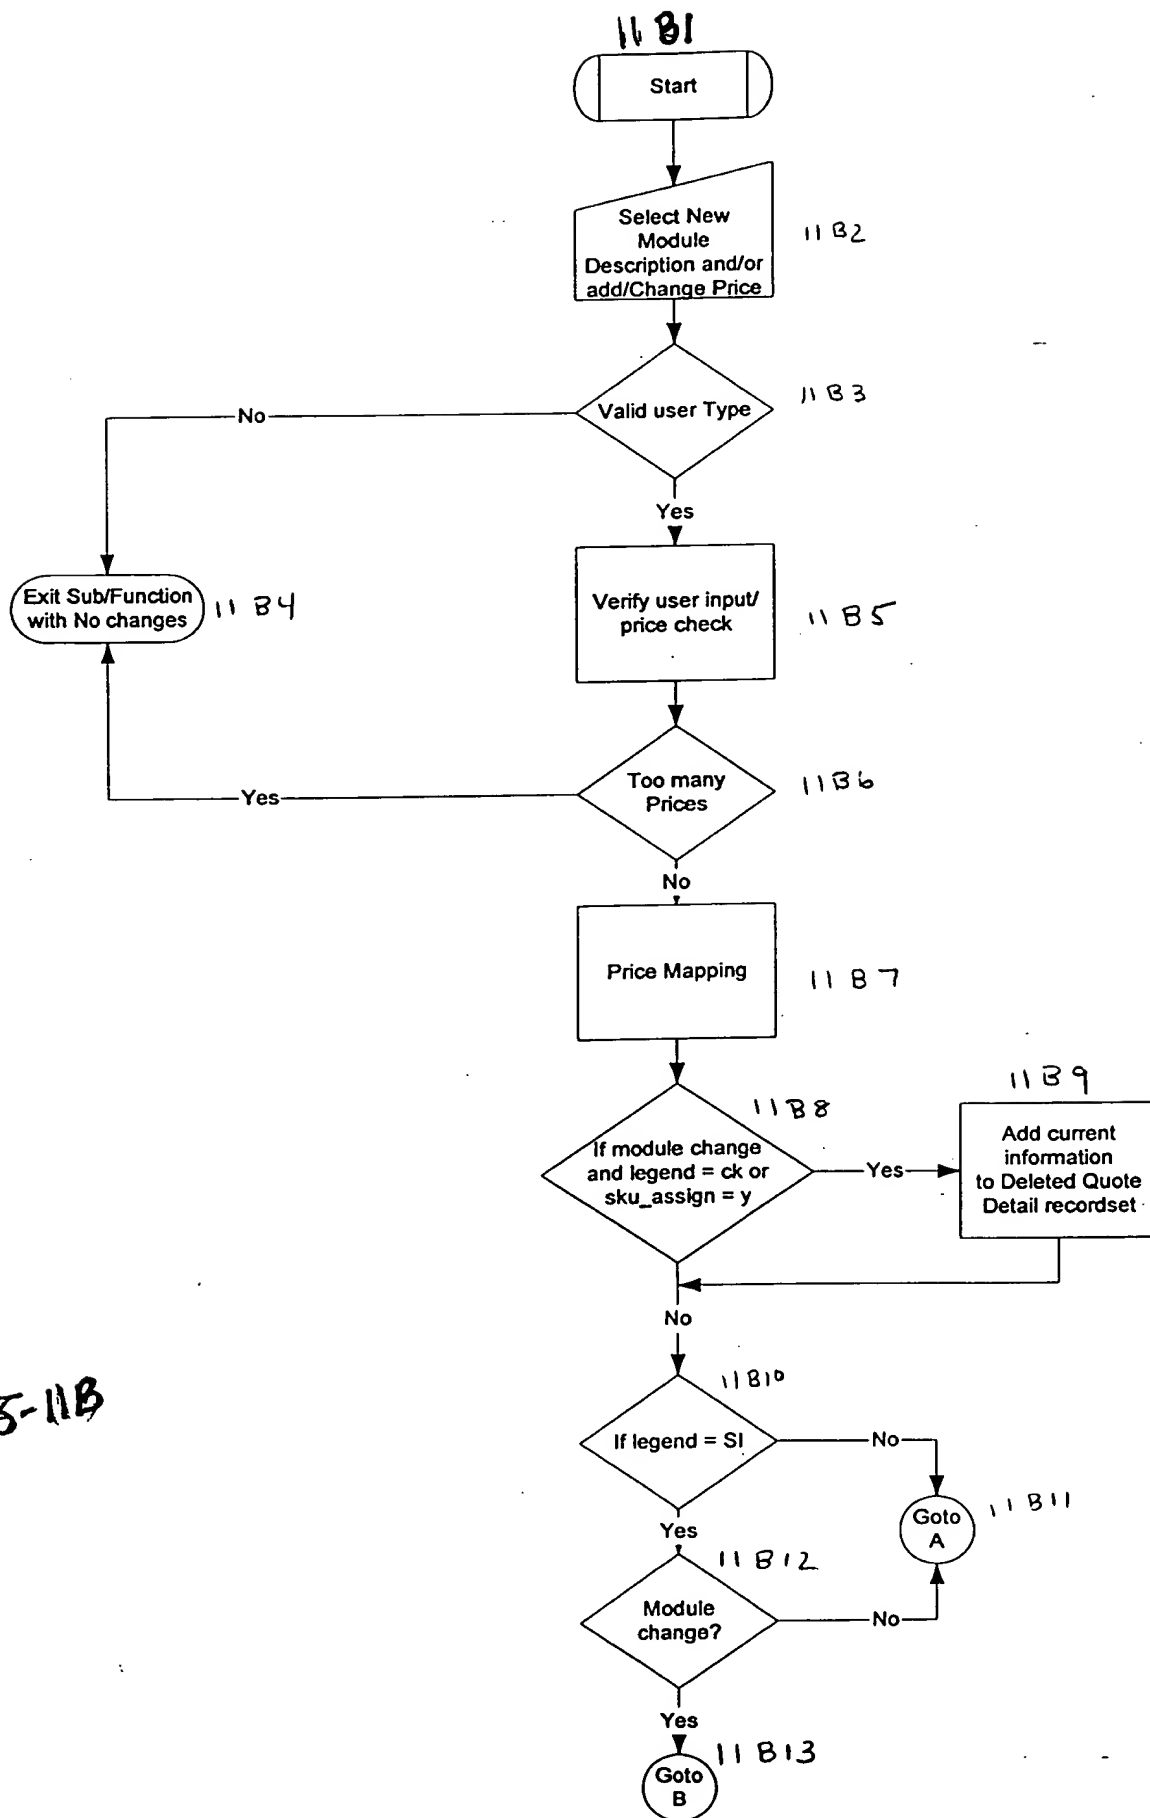 11B1
Start
Select New
Module
Description and/or
add/Change Price
11B2
Valid user Type
11B3
No
Yes
Exit Sub/Function
with No changes
11B4
Verify user input/
price check
11B5
Too many
Prices
11B6
Yes
No
Price Mapping
11B7
11B9
11B8
If module change
and legend = ck or
sku_assign = y
Yes
Add current
information
to Deleted Quote
Detail recordset
No
11B10
5-11B
If legend = SI
No
11B11
Goto
A
Yes
11B12
Module
change?
No
Yes
11B13
Goto
B